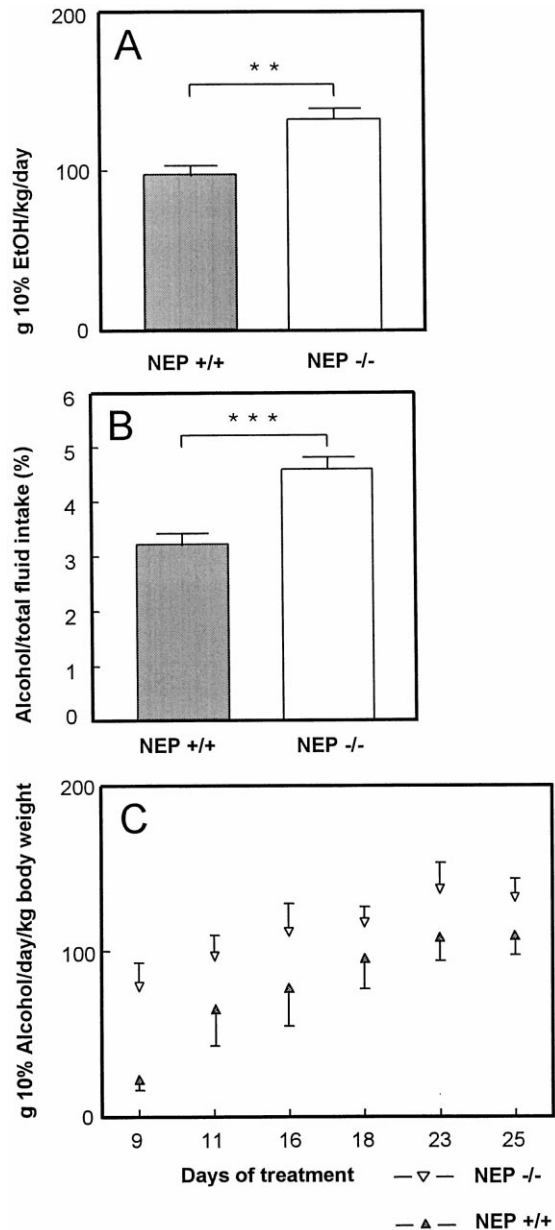 200
A
* *
100
g 10% EtOH/kg/day
0
NEP +/+ NEP -/-
6
B
* * *
5
4
3
2
1
0
Alcohol/total fluid intake (%)
NEP +/+ NEP -/-
200
C
100
g 10% Alcohol/day/kg body weight
0
9 11 16 18 23 25
Days of treatment
NEP -/-
NEP +/+